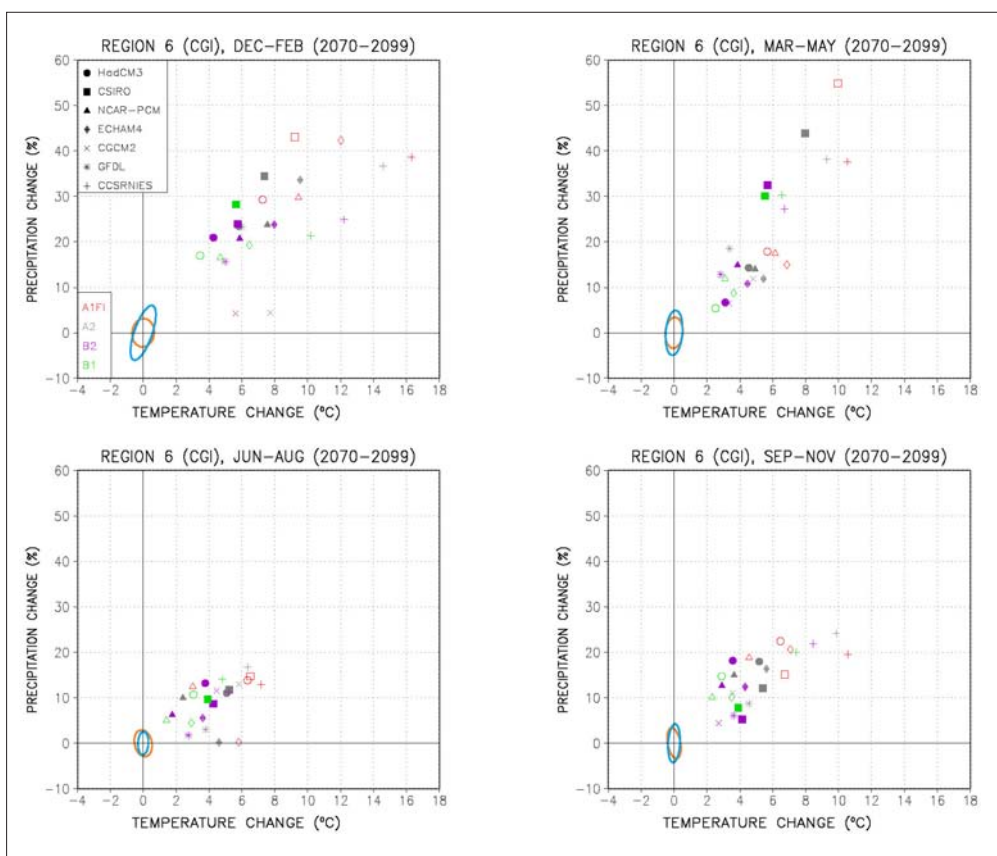 REGION 6 (CGI), DEC-FEB (2070-2099)
PRECIPITATION CHANGE (%)
60
50
40
30
20
10
0
-10
HadCM3
CSIRO
NCAR-PCM
ECHAM4
CGCM2
GFDL
CCSRNIES
A1FI
A2
B2
B1
-4 -2 0 2 4 6 8 10 12 14 16 18
TEMPERATURE CHANGE (ºC)
REGION 6 (CGI), MAR-MAY (2070-2099)
PRECIPITATION CHANGE (%)
60
50
40
30
20
10
0
-10
-4 -2 0 2 4 6 8 10 12 14 16 18
TEMPERATURE CHANGE (ºC)
REGION 6 (CGI), JUN-AUG (2070-2099)
PRECIPITATION CHANGE (%)
60
50
40
30
20
10
0
-10
-4 -2 0 2 4 6 8 10 12 14 16 18
TEMPERATURE CHANGE (ºC)
REGION 6 (CGI), SEP-NOV (2070-2099)
PRECIPITATION CHANGE (%)
60
50
40
30
20
10
0
-10
-4 -2 0 2 4 6 8 10 12 14 16 18
TEMPERATURE CHANGE (ºC)